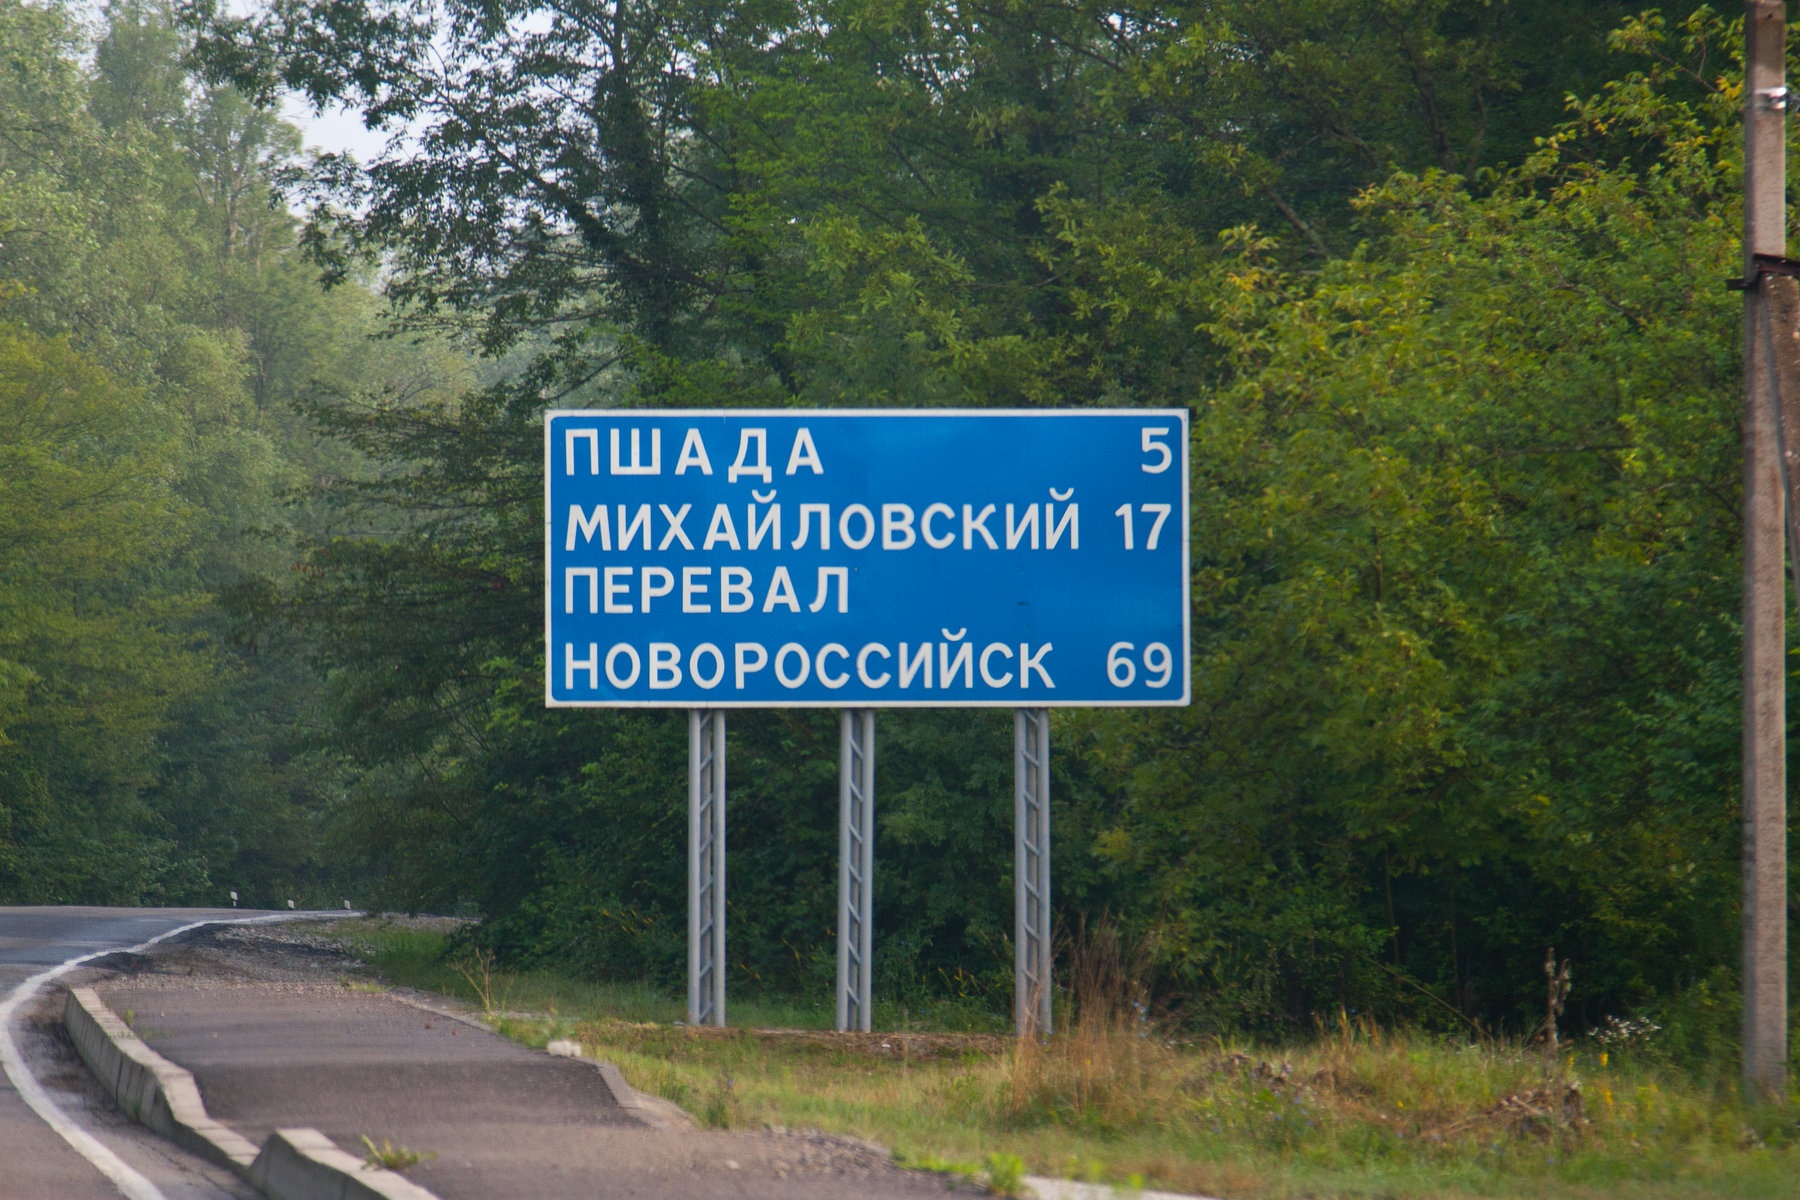 ПШАДА 5
МИХАЙЛОВСКИЙ 17
ПЕРЕВАЛ
НОВОРОССИЙСК 69